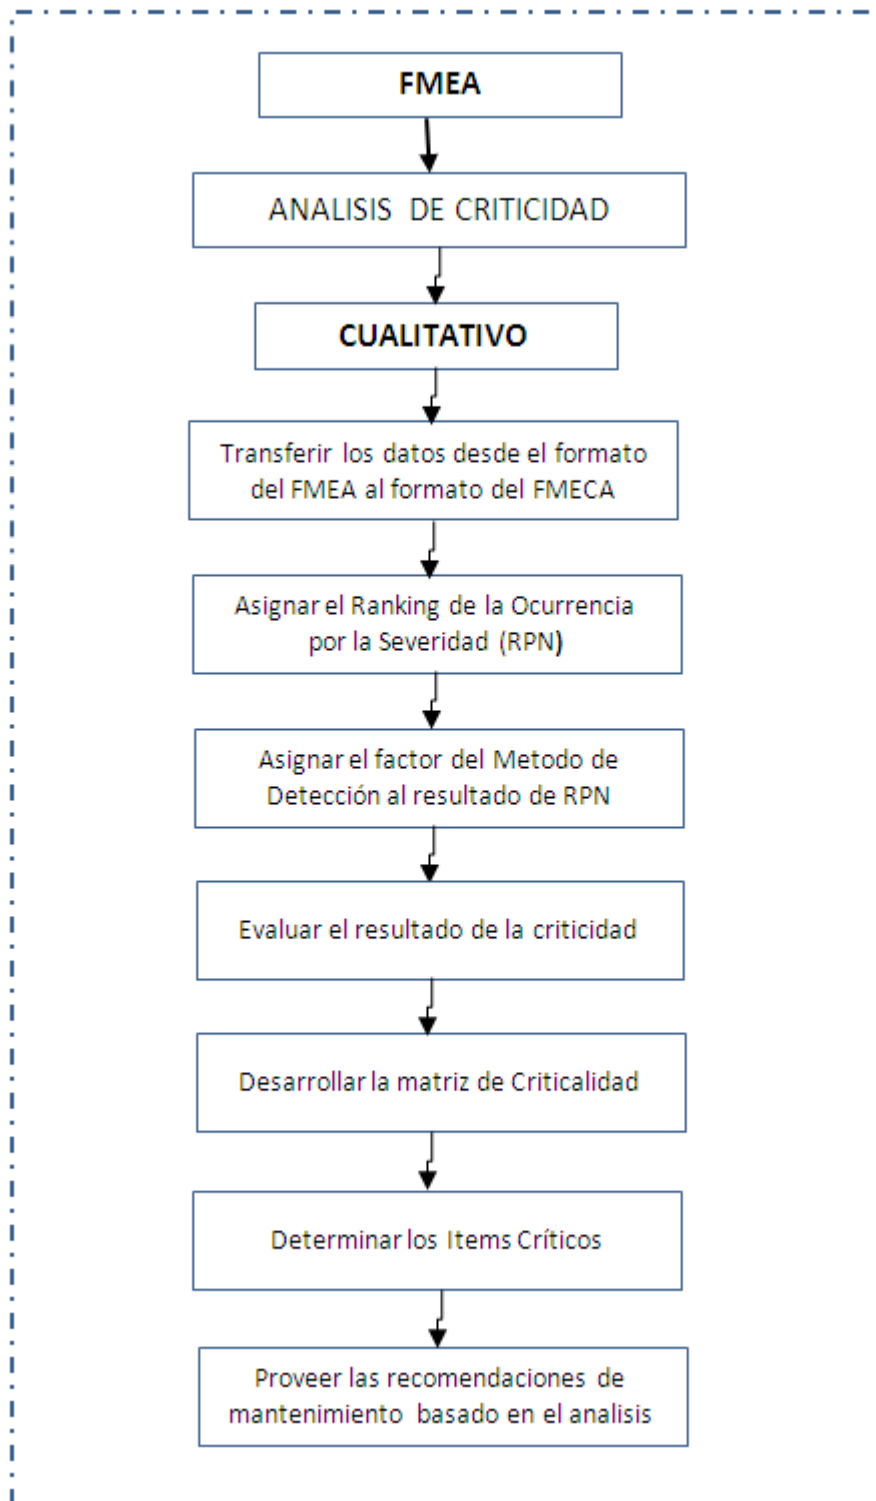 FMEA
ANALISIS DE CRITICIDAD
CUALITATIVO
Transferir los datos desde el formato
del FMEA al formato del FMECA
Asignar el Ranking de la Ocurrencia
por la Severidad (RPN)
Asignar el factor del Metodo de
Detección al resultado de RPN
Evaluar el resultado de la criticidad
Desarrollar la matriz de Criticalidad
Determinar los Items Críticos
Proveer las recomendaciones de
mantenimiento basado en el analisis